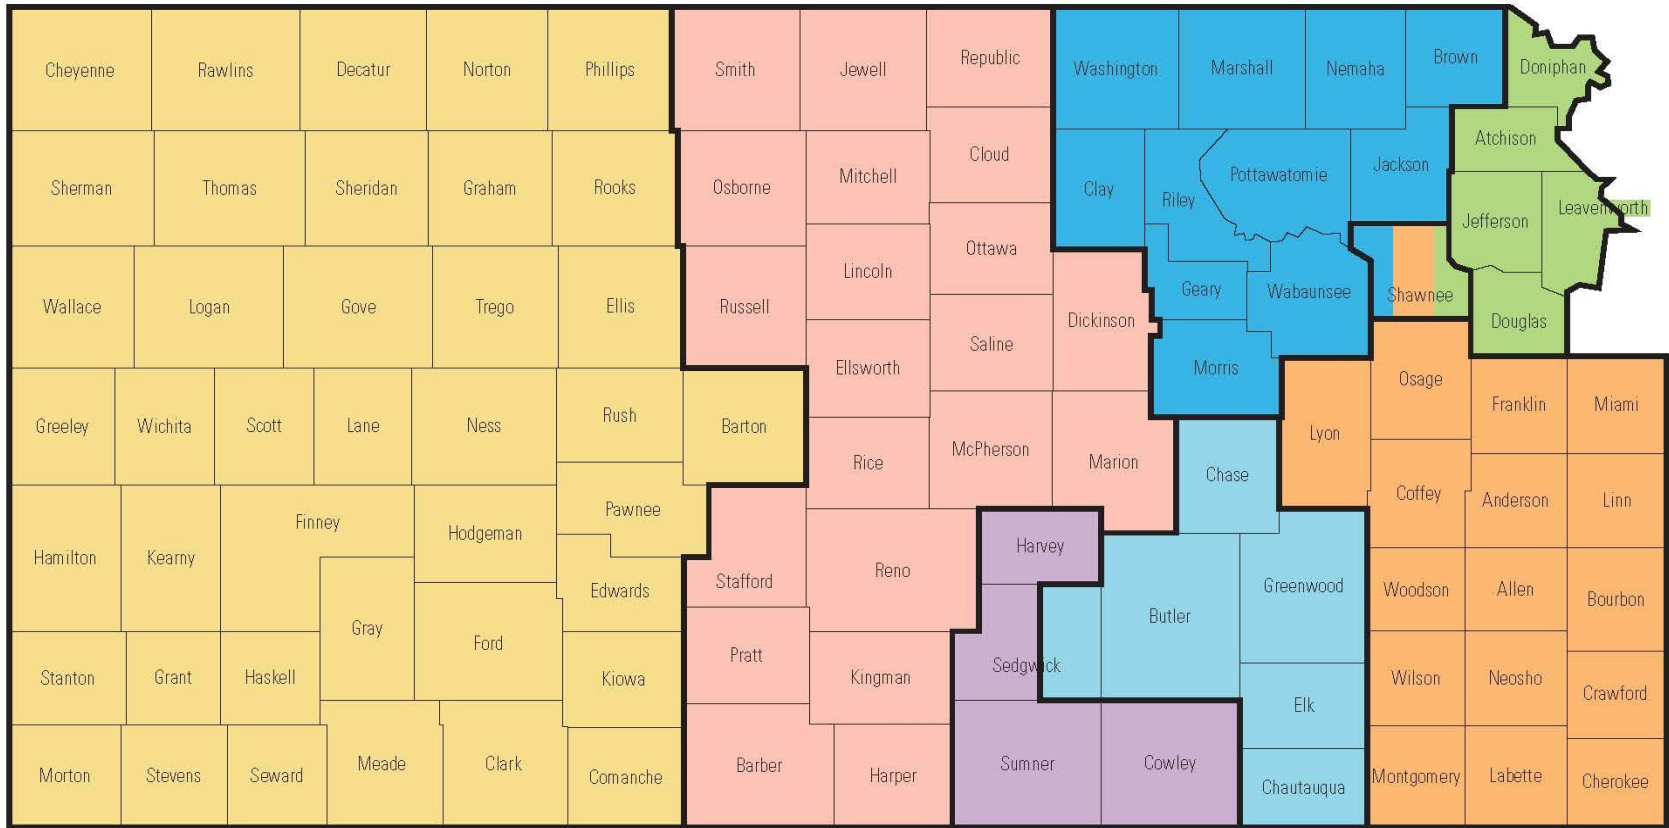 Cheyenne
Rawlins
Decatur
Norton
Phillips
Smith
Jewell
Republic
Washington
Marshall
Nemaha
Brown
Doniphan
Sherman
Thomas
Sheridan
Graham
Rooks
Osborne
Mitchell
Cloud
Clay
Riley
Pottawatomie
Jackson
Atchison
Jefferson
Leavenworth
Wallace
Logan
Gove
Trego
Ellis
Russell
Lincoln
Ottawa
Dickinson
Geary
Wabaunsee
Shawnee
Douglas
Ellsworth
Saline
Morris
Osage
Franklin
Miami
Greeley
Wichita
Scott
Lane
Ness
Rush
Barton
Rice
McPherson
Marion
Chase
Lyon
Coffey
Anderson
Linn
Hamilton
Kearny
Finney
Hodgeman
Pawnee
Stafford
Reno
Harvey
Butler
Greenwood
Woodson
Allen
Bourbon
Gray
Ford
Edwards
Stanton
Grant
Haskell
Kiowa
Pratt
Kingman
Sedgwick
Elk
Wilson
Neosho
Crawford
Morton
Stevens
Seward
Meade
Clark
Comanche
Barber
Harper
Sumner
Cowley
Chautauqua
Montgomery
Labette
Cherokee